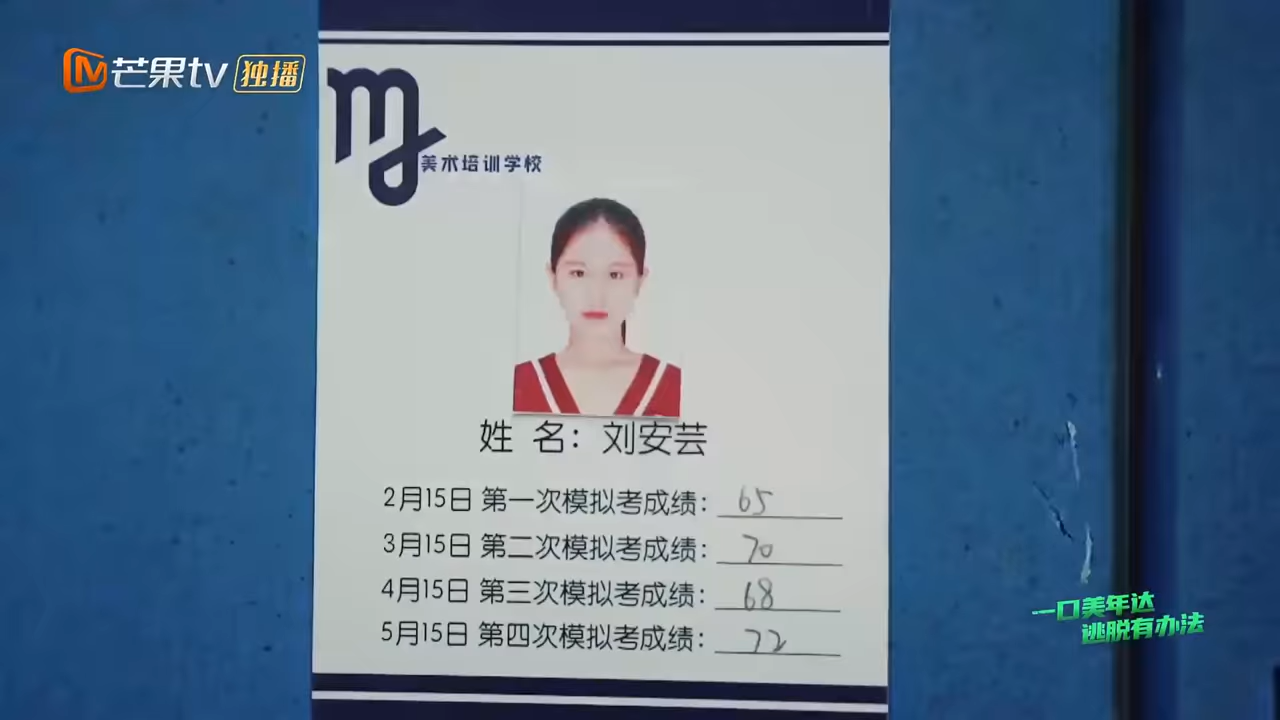 芒果tv 独播
美术培训学校
姓 名：刘安芸
2月15日 第一次模拟考成绩：65
3月15日 第二次模拟考成绩：70
4月15日 第三次模拟考成绩：68
5月15日 第四次模拟考成绩：72
一口美年达
逃脱有办法